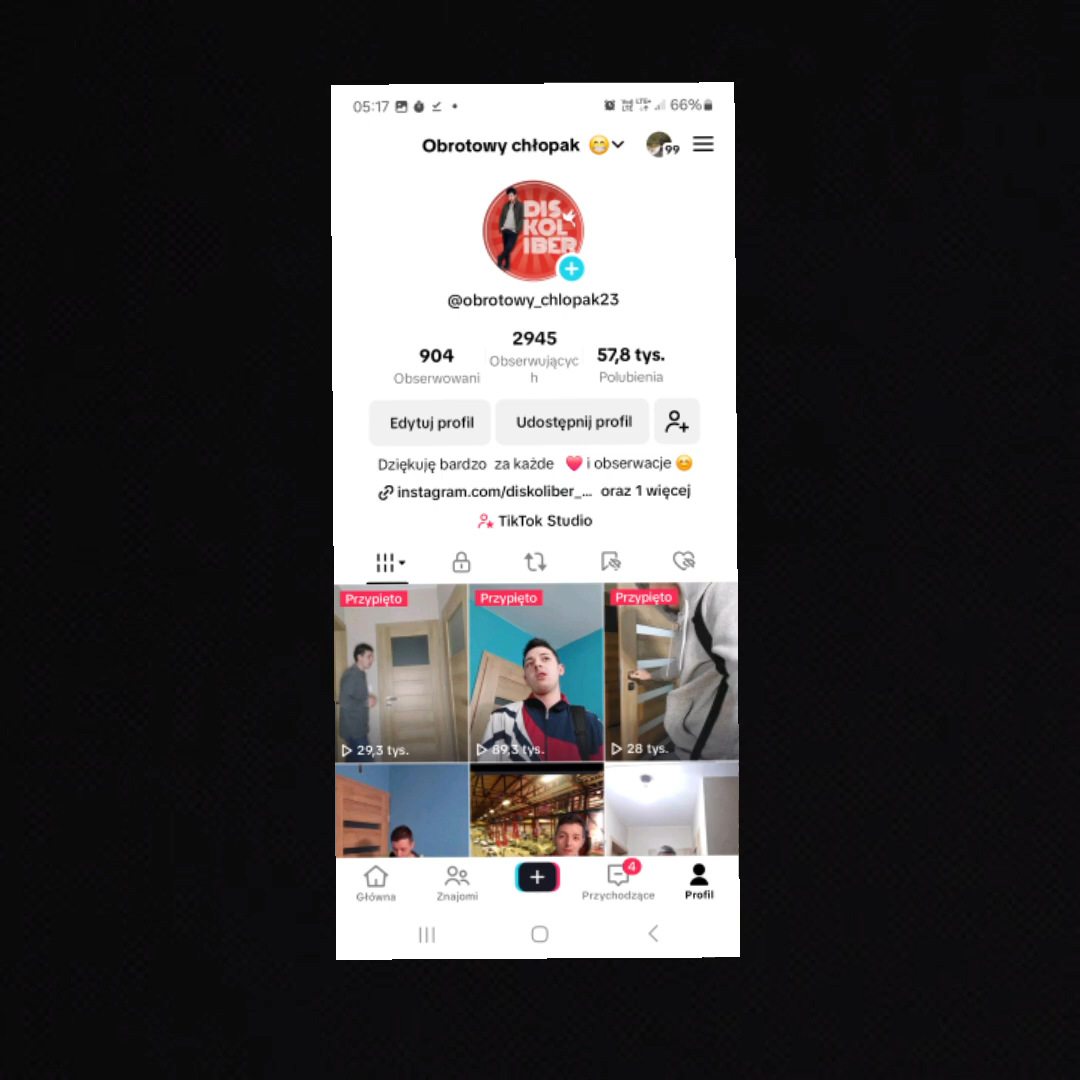 05:17 66%
Obrotowy chłopak 99
DIS
KOL
IBER
@obrotowy_chlopak23
904 2945 57,8 tys.
Obserwowani Obserwującyc
h Polubienia
Edytuj profil Udostępnij profil
Dziękuję bardzo za każde ❤️ i obserwacje 😊
instagram.com/diskoliber_... oraz 1 więcej
TikTok Studio
Przypięto Przypięto Przypięto
29,3 tys. 89,3 tys. 28 tys.
4
Główna Znajomi Przychodzące Profil